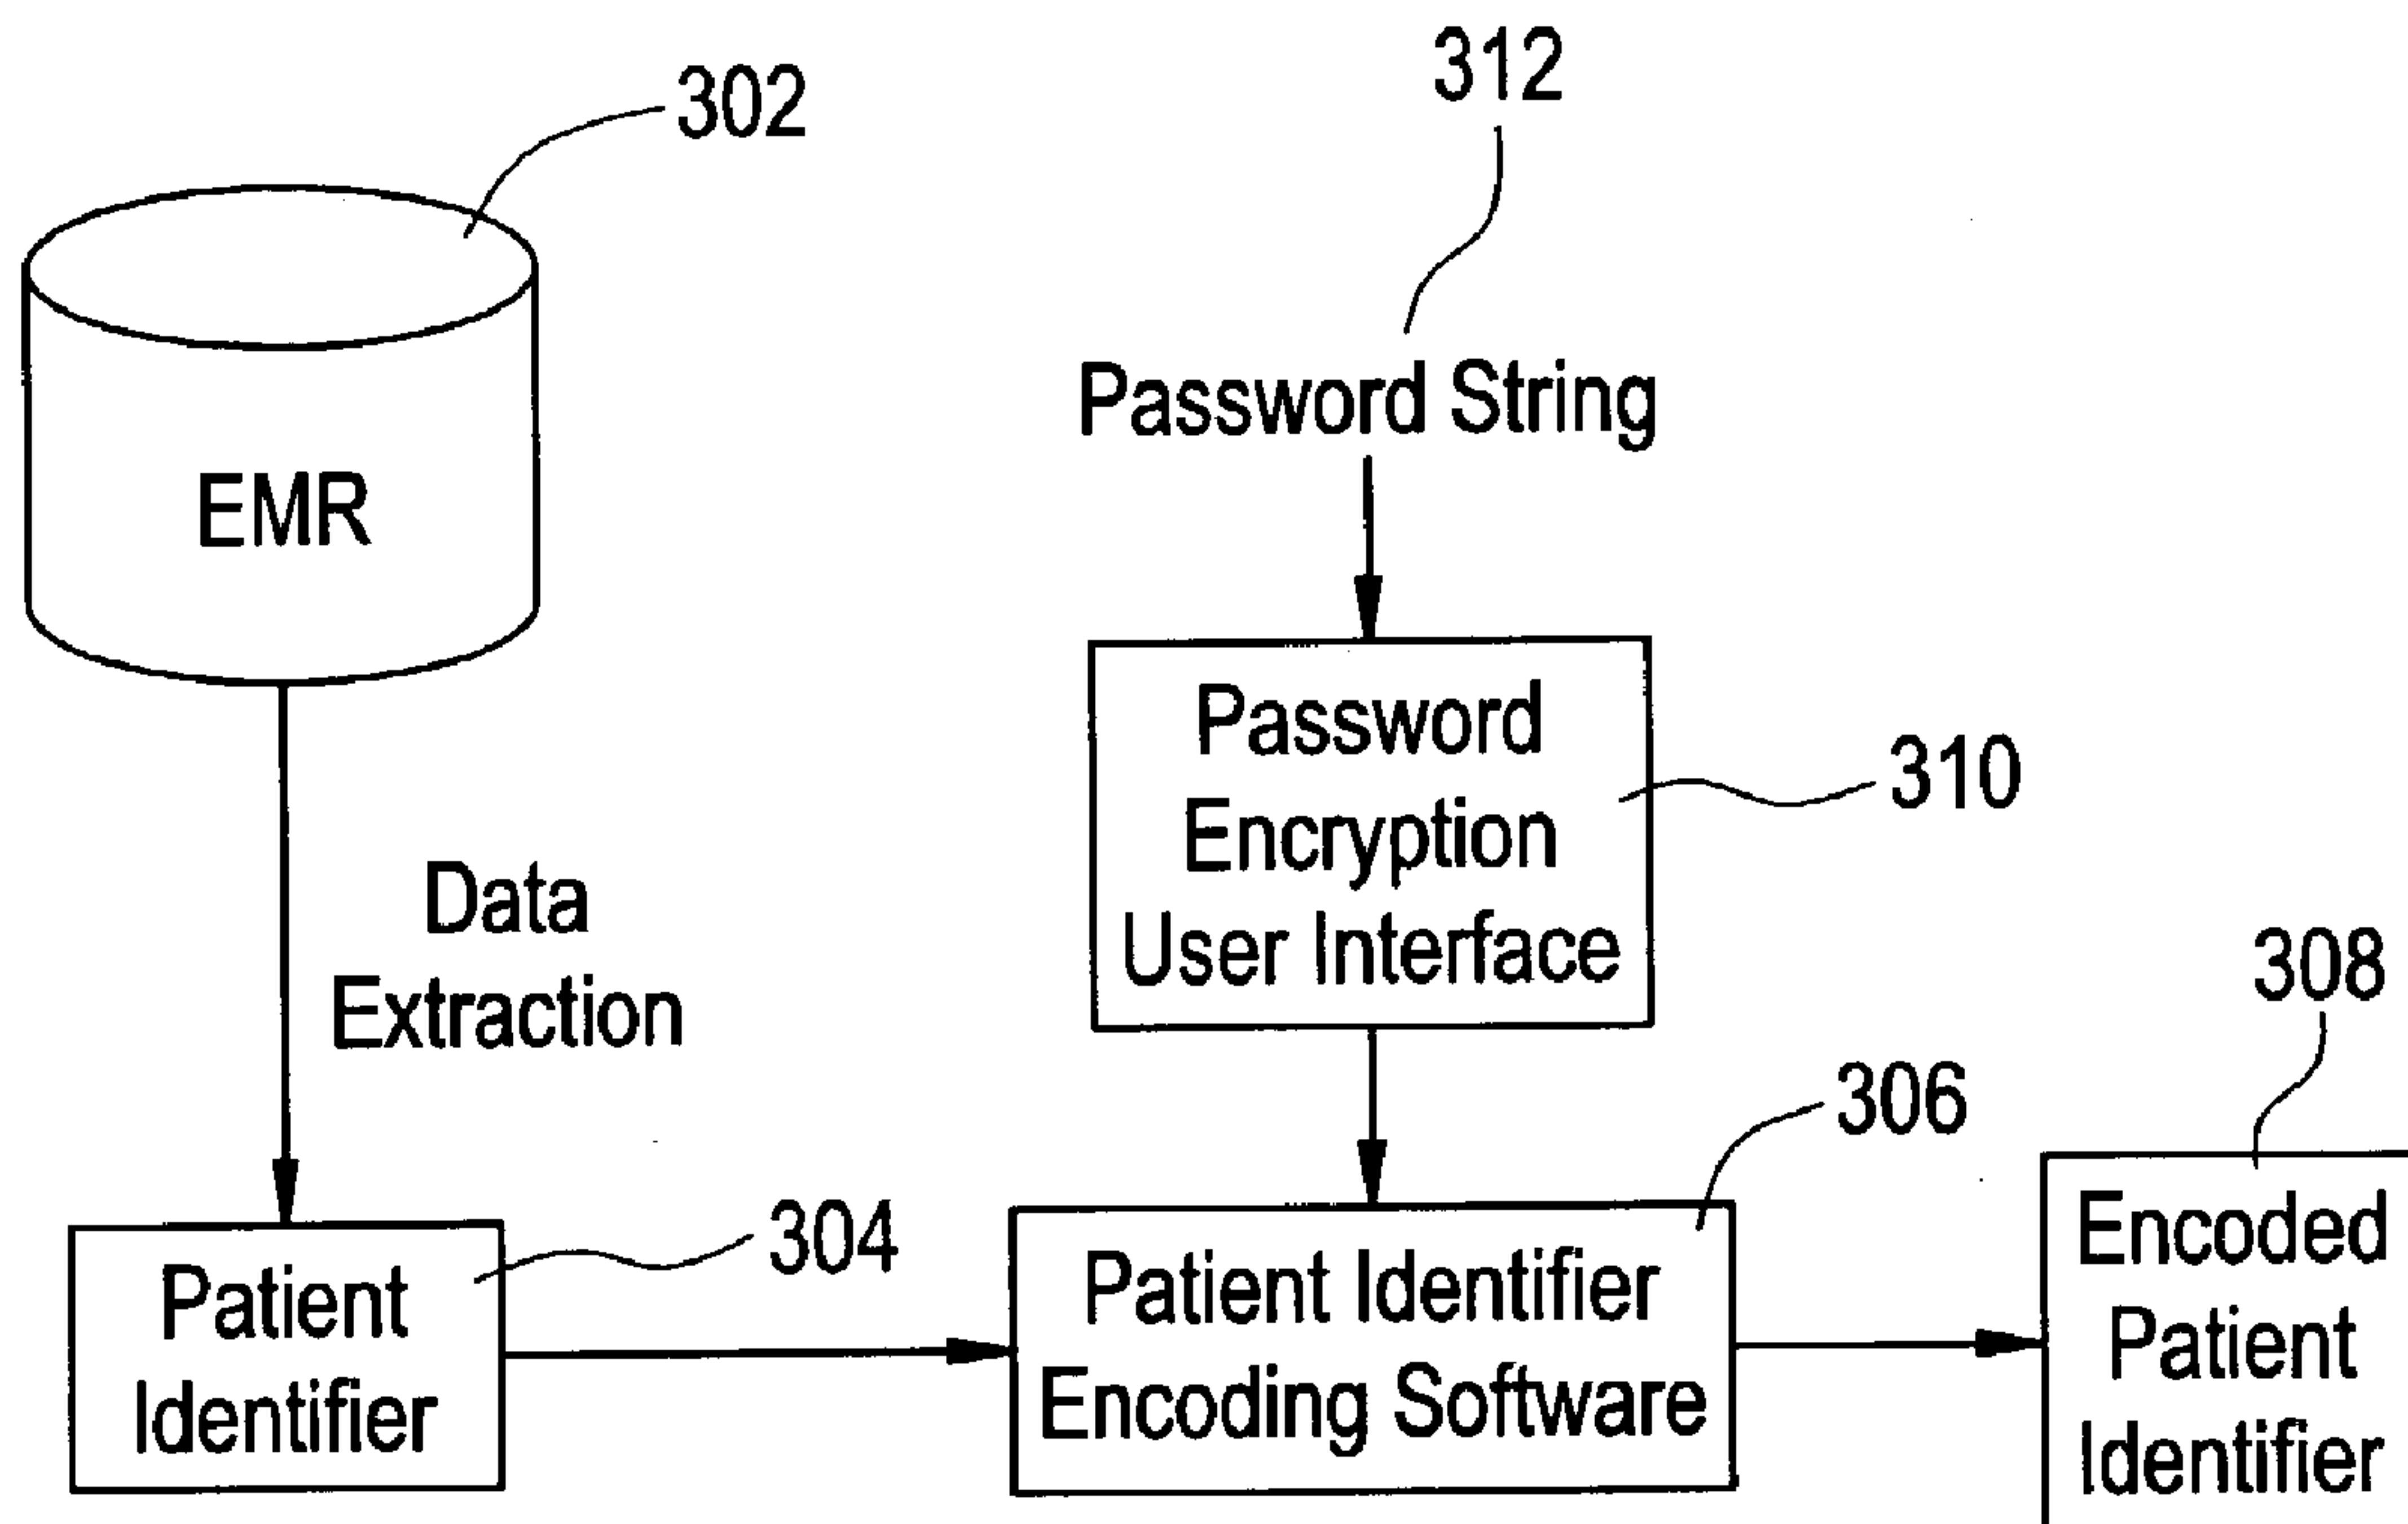 302
312
EMR
Password String
Password
Encryption
User Interface
310
Data
Extraction
308
306
304
Patient
Identifier
Patient Identifier
Encoding Software
Encoded
Patient
Identifier